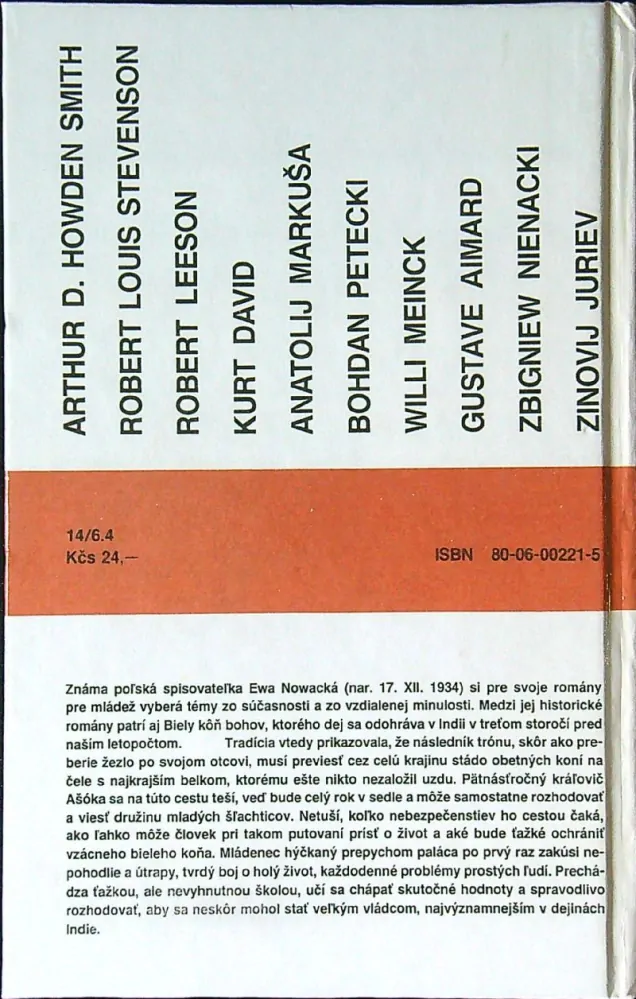 ARTHUR D. HOWDEN SMITH
ROBERT LOUIS STEVENSON
ROBERT LEESON
KURT DAVID
ANATOLIJ MARKUŠA
BOHDAN PETECKI
WILLI MEINCK
GUSTAVE AIMARD
ZBIGNIEW NIENACKI
ZINOVIJ JURIEV
14/6.4
Kčs 24,—
ISBN 80-06-00221-5
Známa poľská spisovateľka Ewa Nowacká (nar. 17. XII. 1934) si pre svoje romány
pre mládež vyberá témy zo súčasnosti a zo vzdialenej minulosti. Medzi jej historické
romány patrí aj Biely kôň bohov, ktorého dej sa odohráva v Indii v treťom storočí pred
naším letopočtom. Tradícia vtedy prikazovala, že následník trónu, skôr ako pre-
berie žezlo po svojom otcovi, musí previesť cez celú krajinu stádo obetných koní na
čele s najkrajším belkom, ktorému ešte nikto nezaložil uzdu. Pätnásťročný kráľovič
Ašóka sa na túto cestu teší, veď bude celý rok v sedle a môže samostatne rozhodovať
a viesť družinu mladých šľachticov. Netuší, koľko nebezpečenstiev ho cestou čaká,
ako ľahko môže človek pri takom putovaní prísť o život a aké bude ťažké ochrániť
vzácneho bieleho koňa. Mládenec hýčkaný prepychom paláca po prvý raz zakúsi ne-
pohodlie a útrapy, tvrdý boj o holý život, každodenné problémy prostých ľudí. Prechá-
dza ťažkou, ale nevyhnutnou školou, učí sa chápať skutočné hodnoty a spravodlivo
rozhodovať, aby sa neskôr mohol stať veľkým vládcom, najvýznamnejším v dejinách
Indie.